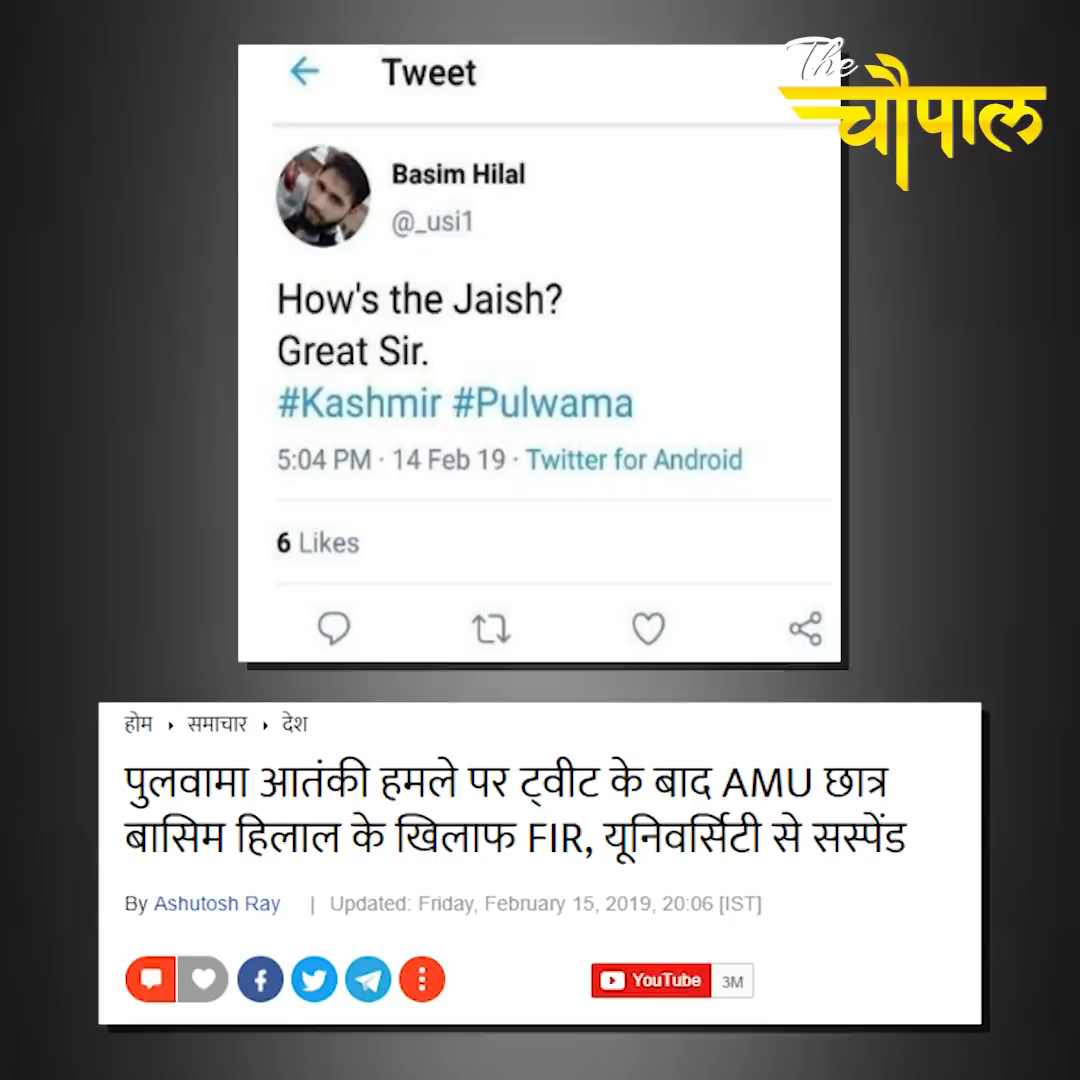 The
चौपाल
Tweet
Basim Hilal
@_usi1
How's the Jaish?
Great Sir.
#Kashmir #Pulwama
5:04 PM · 14 Feb 19 · Twitter for Android
6 Likes
होम › समाचार › देश
पुलवामा आतंकी हमले पर ट्वीट के बाद AMU छात्र
बासिम हिलाल के खिलाफ FIR, यूनिवर्सिटी से सस्पेंड
By Ashutosh Ray | Updated: Friday, February 15, 2019, 20:06 [IST]
YouTube 3M